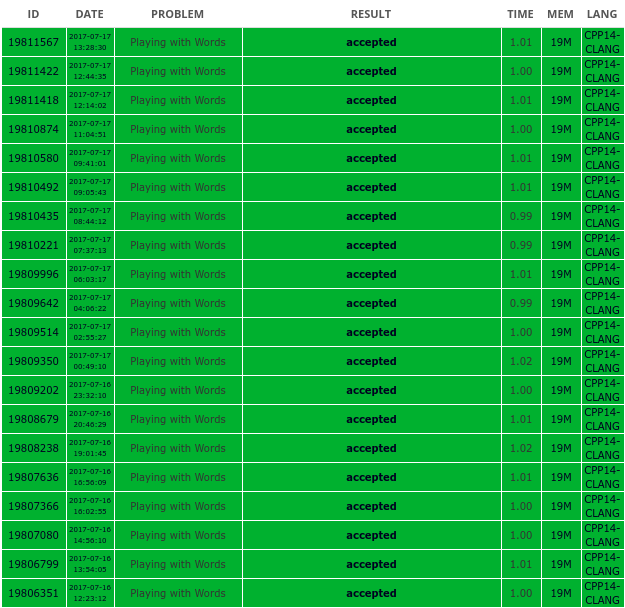 ID DATE PROBLEM RESULT TIME MEM LANG
19811567 2017-07-17 13:28:30 Playing with Words accepted 1.01 19M CPP14-CLANG
19811422 2017-07-17 12:44:35 Playing with Words accepted 1.00 19M CPP14-CLANG
19811418 2017-07-17 12:14:02 Playing with Words accepted 1.01 19M CPP14-CLANG
19810874 2017-07-17 11:04:51 Playing with Words accepted 1.00 19M CPP14-CLANG
19810580 2017-07-17 09:41:01 Playing with Words accepted 1.01 19M CPP14-CLANG
19810492 2017-07-17 09:05:43 Playing with Words accepted 1.01 19M CPP14-CLANG
19810435 2017-07-17 08:44:12 Playing with Words accepted 0.99 19M CPP14-CLANG
19810221 2017-07-17 07:37:13 Playing with Words accepted 0.99 19M CPP14-CLANG
19809996 2017-07-17 06:03:17 Playing with Words accepted 1.01 19M CPP14-CLANG
19809642 2017-07-17 04:06:22 Playing with Words accepted 0.99 19M CPP14-CLANG
19809514 2017-07-17 02:55:27 Playing with Words accepted 1.00 19M CPP14-CLANG
19809350 2017-07-17 00:49:10 Playing with Words accepted 1.02 19M CPP14-CLANG
19809202 2017-07-16 23:32:10 Playing with Words accepted 1.00 19M CPP14-CLANG
19808679 2017-07-16 20:46:29 Playing with Words accepted 1.01 19M CPP14-CLANG
19808238 2017-07-16 19:01:45 Playing with Words accepted 1.02 19M CPP14-CLANG
19807636 2017-07-16 16:56:09 Playing with Words accepted 1.01 19M CPP14-CLANG
19807366 2017-07-16 16:02:55 Playing with Words accepted 1.00 19M CPP14-CLANG
19807080 2017-07-16 14:56:10 Playing with Words accepted 1.00 19M CPP14-CLANG
19806799 2017-07-16 13:54:05 Playing with Words accepted 1.01 19M CPP14-CLANG
19806351 2017-07-16 12:23:12 Playing with Words accepted 1.00 19M CPP14-CLANG